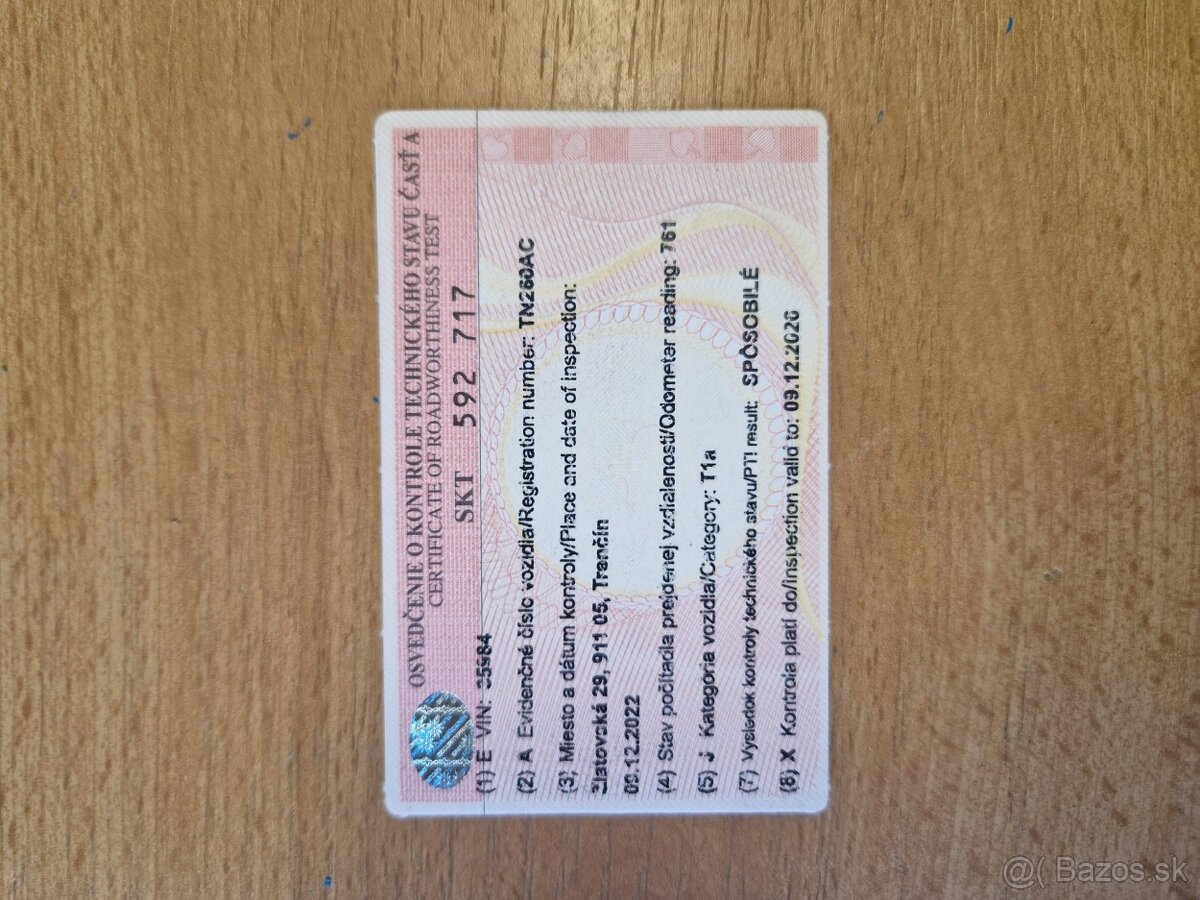 OSVEDČENIE O KONTROLE TECHNICKÉHO STAVU ČASŤ A
CERTIFICATE OF ROADWORTHINESS TEST
SKT 592 717
(1) E VIN: 35984
(2) A Evidenčné číslo vozidla/Registration number: TN260AC
(3) Miesto a dátum kontroly/Place and date of inspection:
Zlatovská 29, 911 05, Trenčín
09.12.2022
(4) Stav počítadla prejdenej vzdialenosti/Odometer reading: 761
(5) J Kategória vozidla/Category: T1a
(7) Výsledok kontroly technického stavu/PTI result: SPÔSOBILÉ
(8) X Kontrola platí do/Inspection valid to: 09.12.2026
@( Bazos.sk